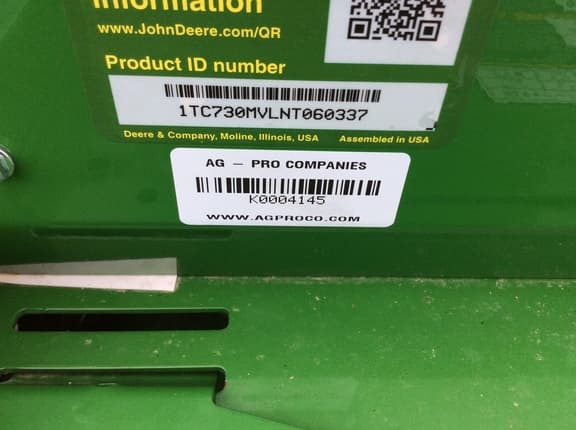 Information
www.JohnDeere.com/QR
Product ID number
1TC730MVLNT060337
Deere & Company, Moline, Illinois, USA Assembled in USA
AG – PRO COMPANIES
K0004145
WWW.AGPROCO.COM